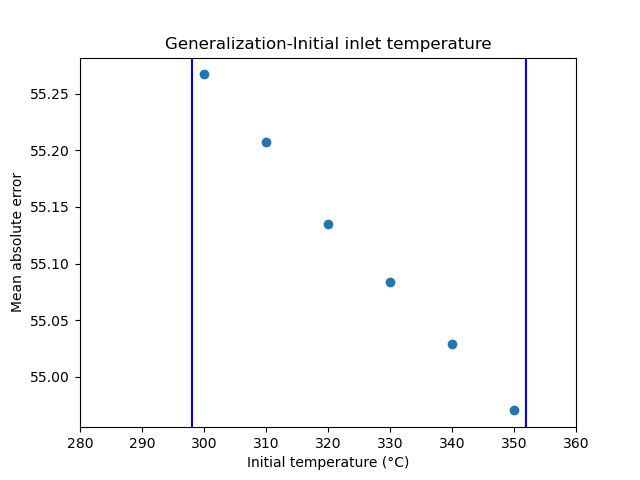 Generalization-Initial inlet temperature
Mean absolute error
55.25
55.20
55.15
55.10
55.05
55.00
280 290 300 310 320 330 340 350 360
Initial temperature (°C)